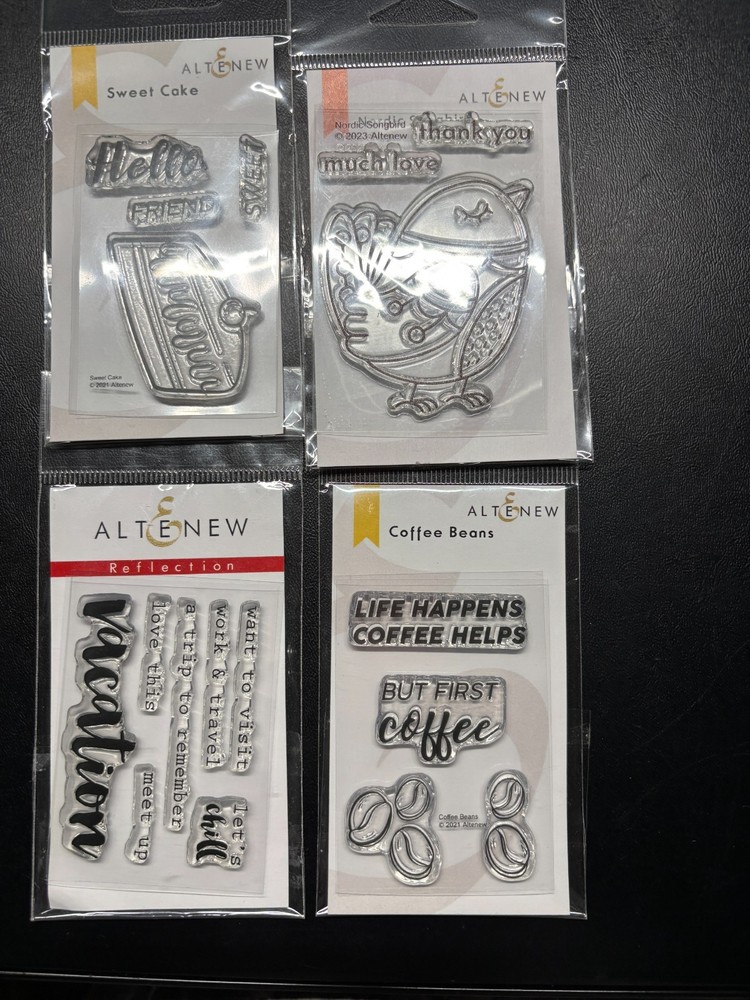 ALTENEW
Sweet Cake
Hello
FRIEND
Sweet Cake
© 2021 Altenew
ALTENEW
Nordic Songbird
© 2023 Altenew
thank you
much love
ALTENEW
Reflection
vacation
love this
a trip to remember
work & travel
want to visit
meet up
let's
chill
ALTENEW
Coffee Beans
LIFE HAPPENS
COFFEE HELPS
BUT FIRST
coffee
Coffee Beans
© 2021 Altenew